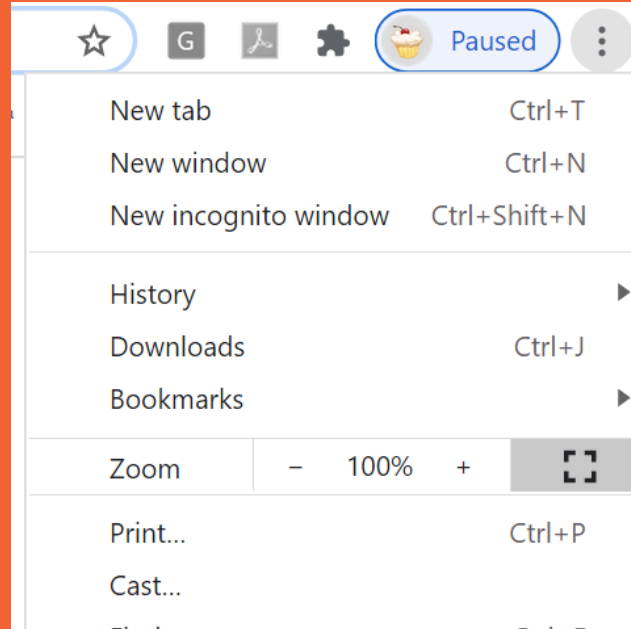 G Paused
New tab Ctrl+T
New window Ctrl+N
New incognito window Ctrl+Shift+N
History
Downloads Ctrl+J
Bookmarks
Zoom − 100% +
Print... Ctrl+P
Cast...